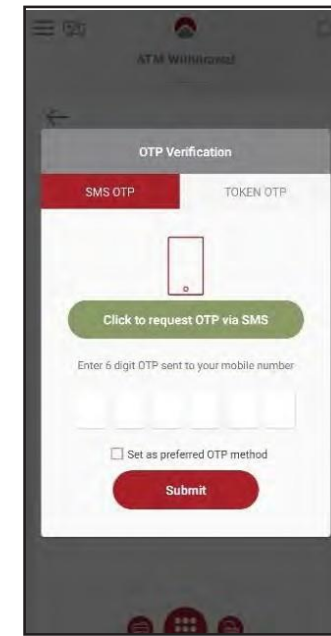 ATM Withdrawal
OTP Verification
SMS OTP
TOKEN OTP
Click to request OTP via SMS
Enter 6 digit OTP sent to your mobile number
Set as preferred OTP method
Submit